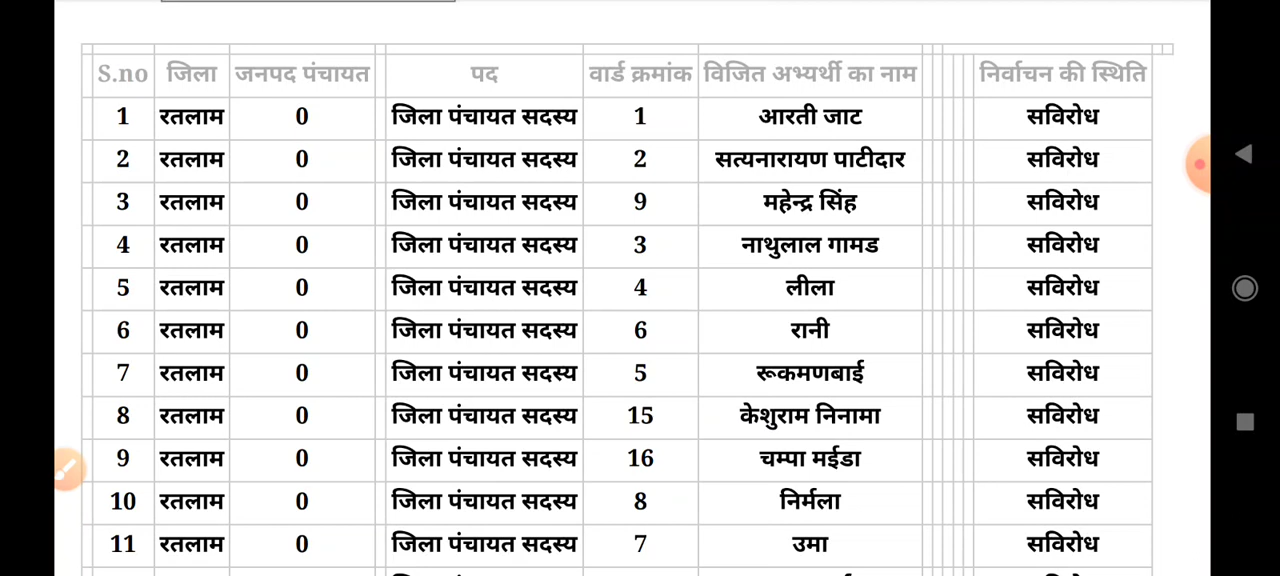 S.no जिला जनपद पंचायत पद वार्ड क्रमांक विजित अभ्यर्थी का नाम निर्वाचन की स्थिति
1 रतलाम 0 जिला पंचायत सदस्य 1 आरती जाट सविरोध
2 रतलाम 0 जिला पंचायत सदस्य 2 सत्यनारायण पाटीदार सविरोध
3 रतलाम 0 जिला पंचायत सदस्य 9 महेन्द्र सिंह सविरोध
4 रतलाम 0 जिला पंचायत सदस्य 3 नाथुलाल गामड सविरोध
5 रतलाम 0 जिला पंचायत सदस्य 4 लीला सविरोध
6 रतलाम 0 जिला पंचायत सदस्य 6 रानी सविरोध
7 रतलाम 0 जिला पंचायत सदस्य 5 रूकमणबाई सविरोध
8 रतलाम 0 जिला पंचायत सदस्य 15 केशुराम निनामा सविरोध
9 रतलाम 0 जिला पंचायत सदस्य 16 चम्पा मईडा सविरोध
10 रतलाम 0 जिला पंचायत सदस्य 8 निर्मला सविरोध
11 रतलाम 0 जिला पंचायत सदस्य 7 उमा सविरोध